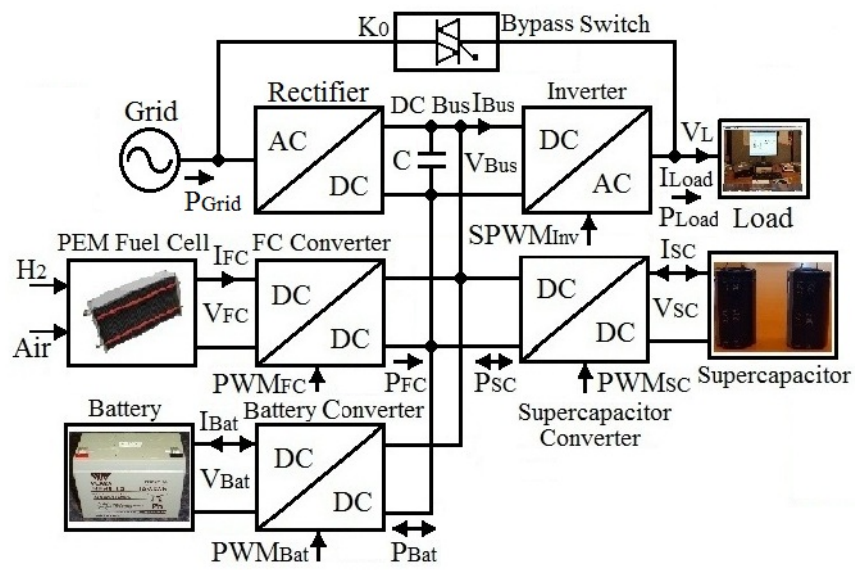 K0
Bypass Switch
Grid
Rectifier
DC Bus
IBus
Inverter
AC
DC
C
VBus
DC
AC
VL
ILoad
PLoad
Load
PGrid
SPWMInv
PEM Fuel Cell
IFC
FC Converter
H2
Air
VFC
DC
DC
PWMFC
PFC
DC
DC
ISC
VSC
PSC
PWMSC
Supercapacitor
Supercapacitor
Converter
Battery
IBat
Battery Converter
VBat
DC
DC
PWMBat
PBat